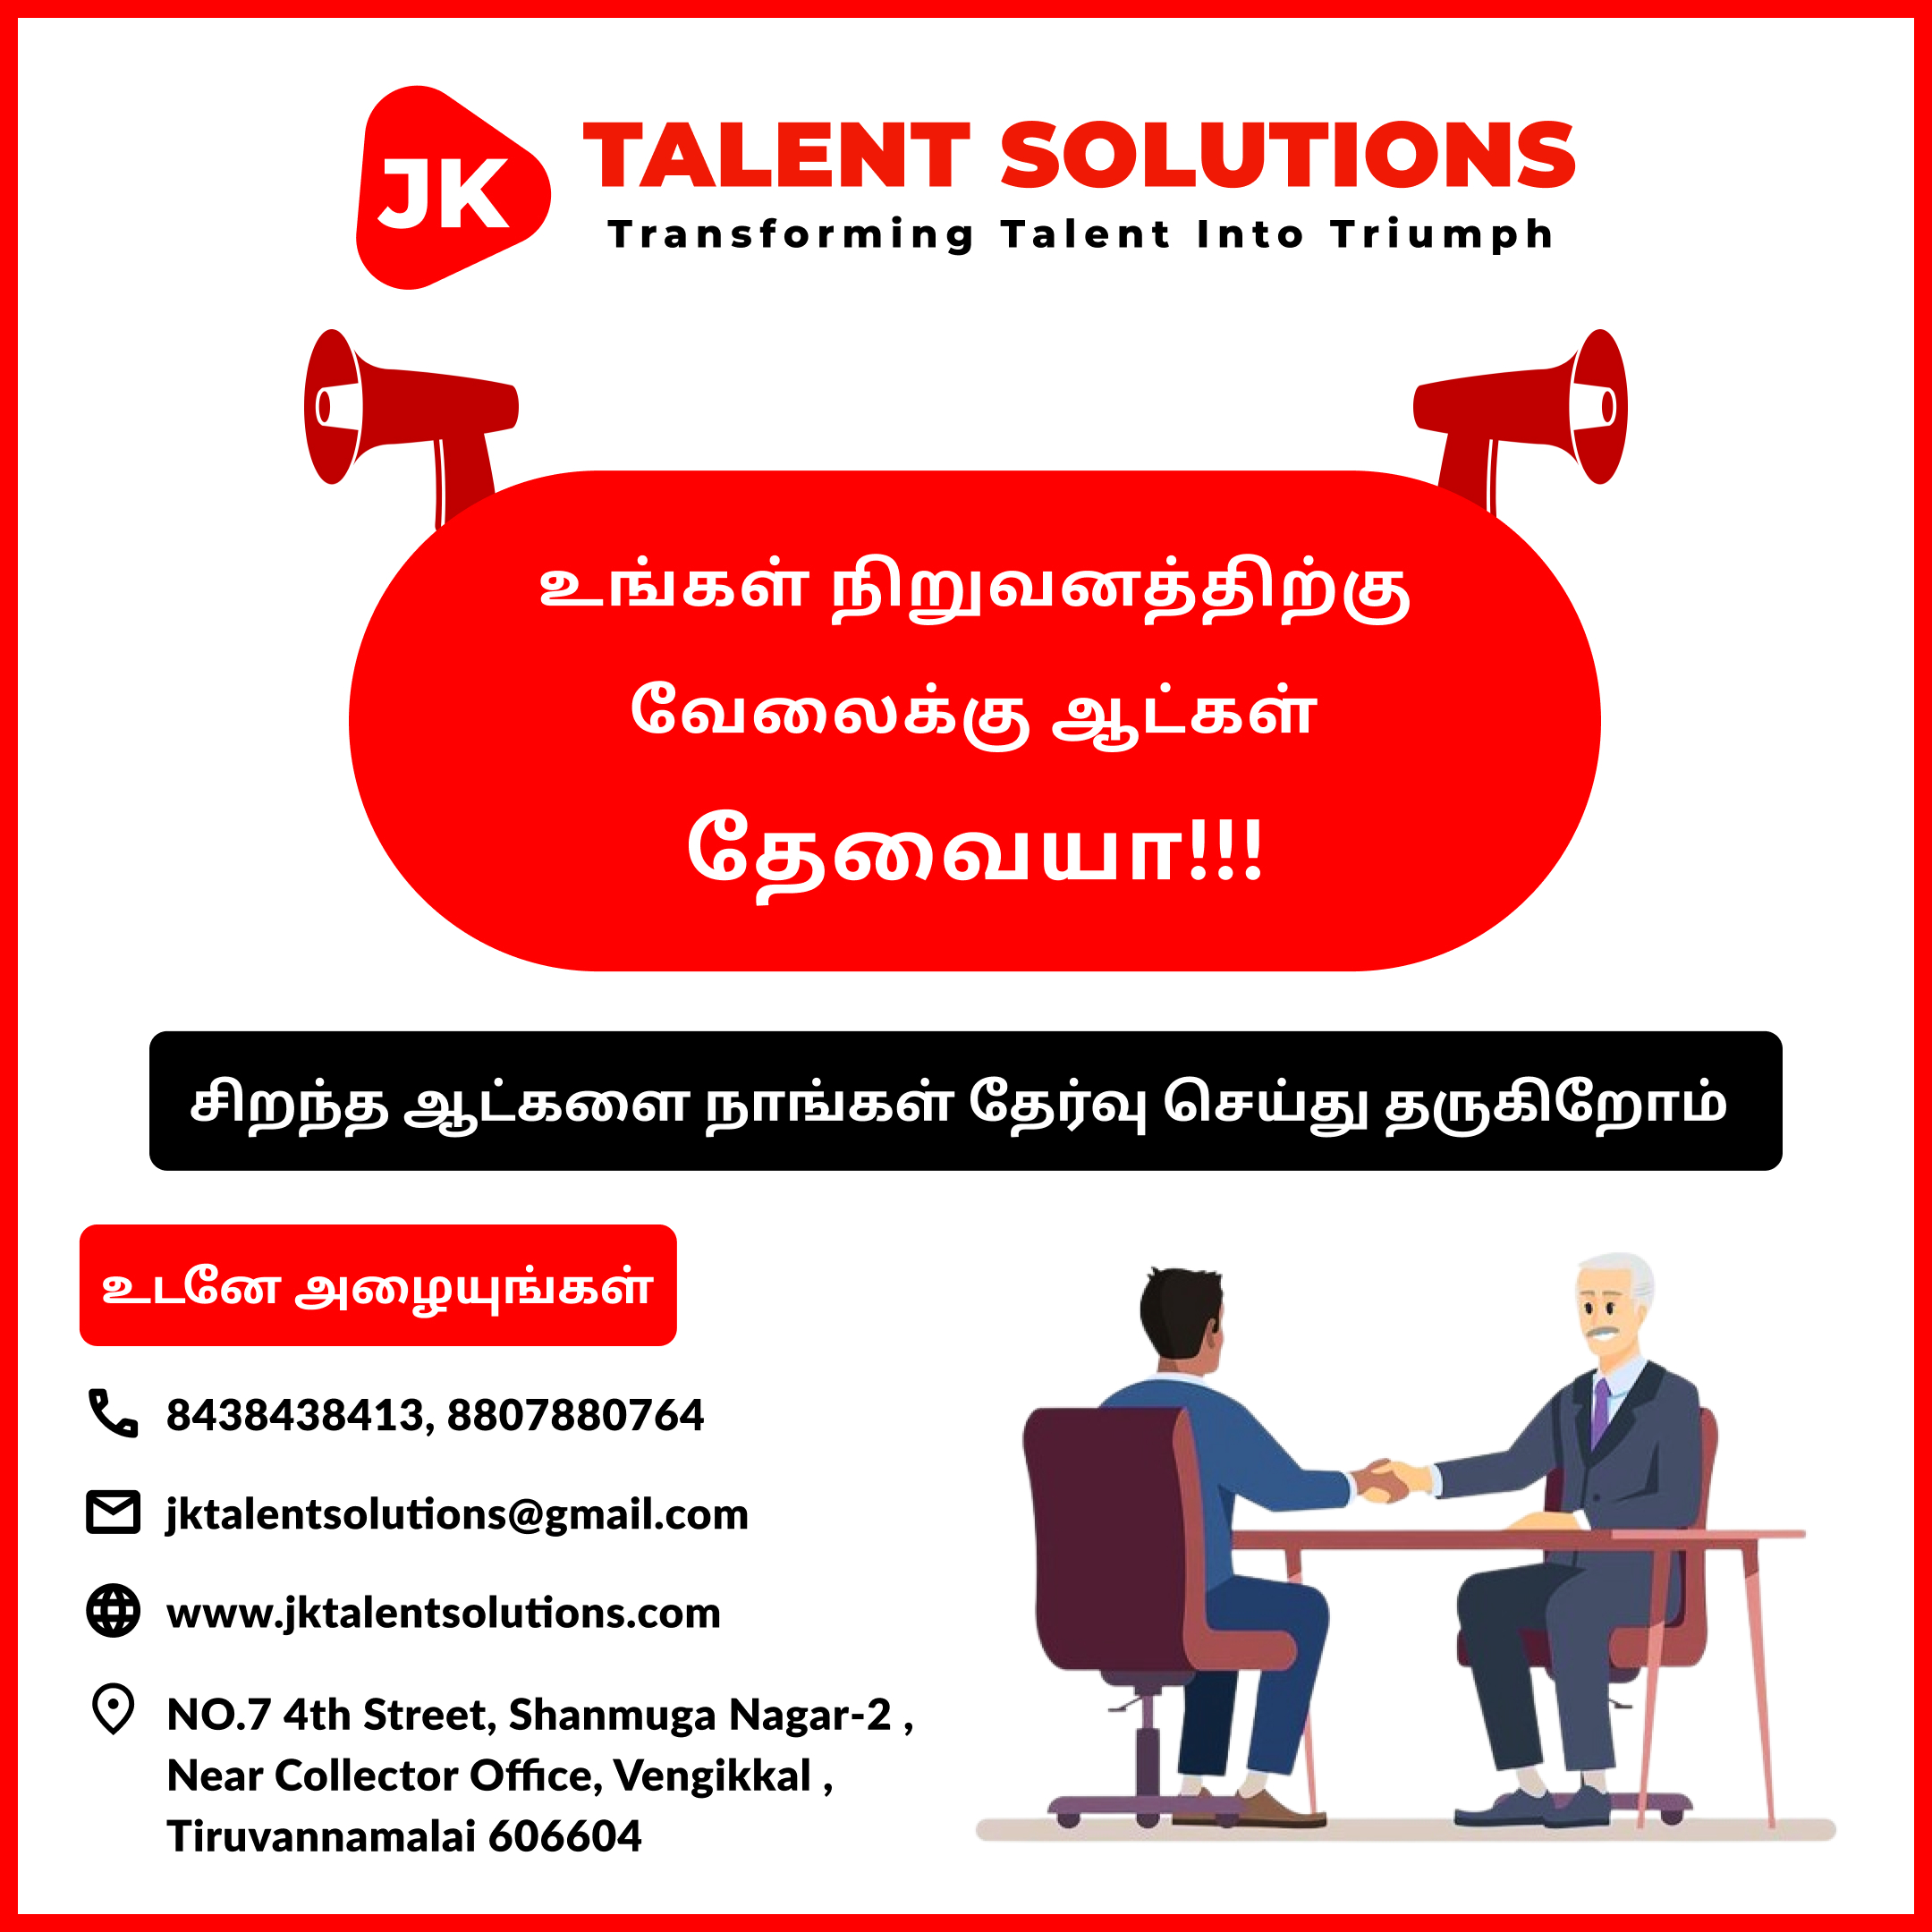 JK
TALENT SOLUTIONS
Transforming Talent Into Triumph
உங்கள் நிறுவனத்திற்கு
வேலைக்கு ஆட்கள்
தேவையா!!!
சிறந்த ஆட்களை நாங்கள் தேர்வு செய்து தருகிறோம்
உடனே அழையுங்கள்
8438438413, 8807880764
jktalentsolutions@gmail.com
www.jktalentsolutions.com
NO.7 4th Street, Shanmuga Nagar-2 ,
Near Collector Office, Vengikkal ,
Tiruvannamalai 606604